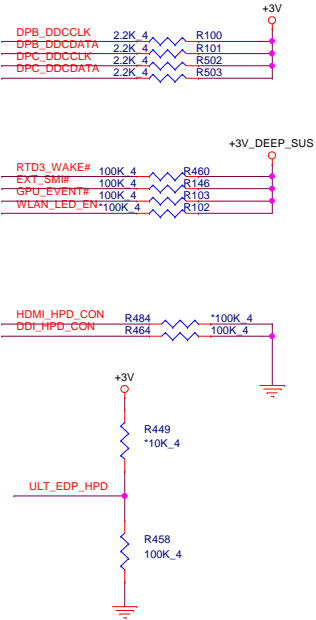 +3V
DPB_DDCCLK 2.2K_4 R100
DPB_DDCDATA 2.2K_4 R101
DPC_DDCCLK 2.2K_4 R502
DPC_DDCDATA 2.2K_4 R503
+3V_DEEP_SUS
RTD3_WAKE# 100K_4 R460
EXT_SMI# 100K_4 R146
GPU_EVENT# 100K_4 R103
WLAN_LED_EN *100K_4 R102
HDMI_HPD_CON R484 *100K_4
DDI_HPD_CON R464 100K_4
+3V
R449
*10K_4
ULT_EDP_HPD
R458
100K_4